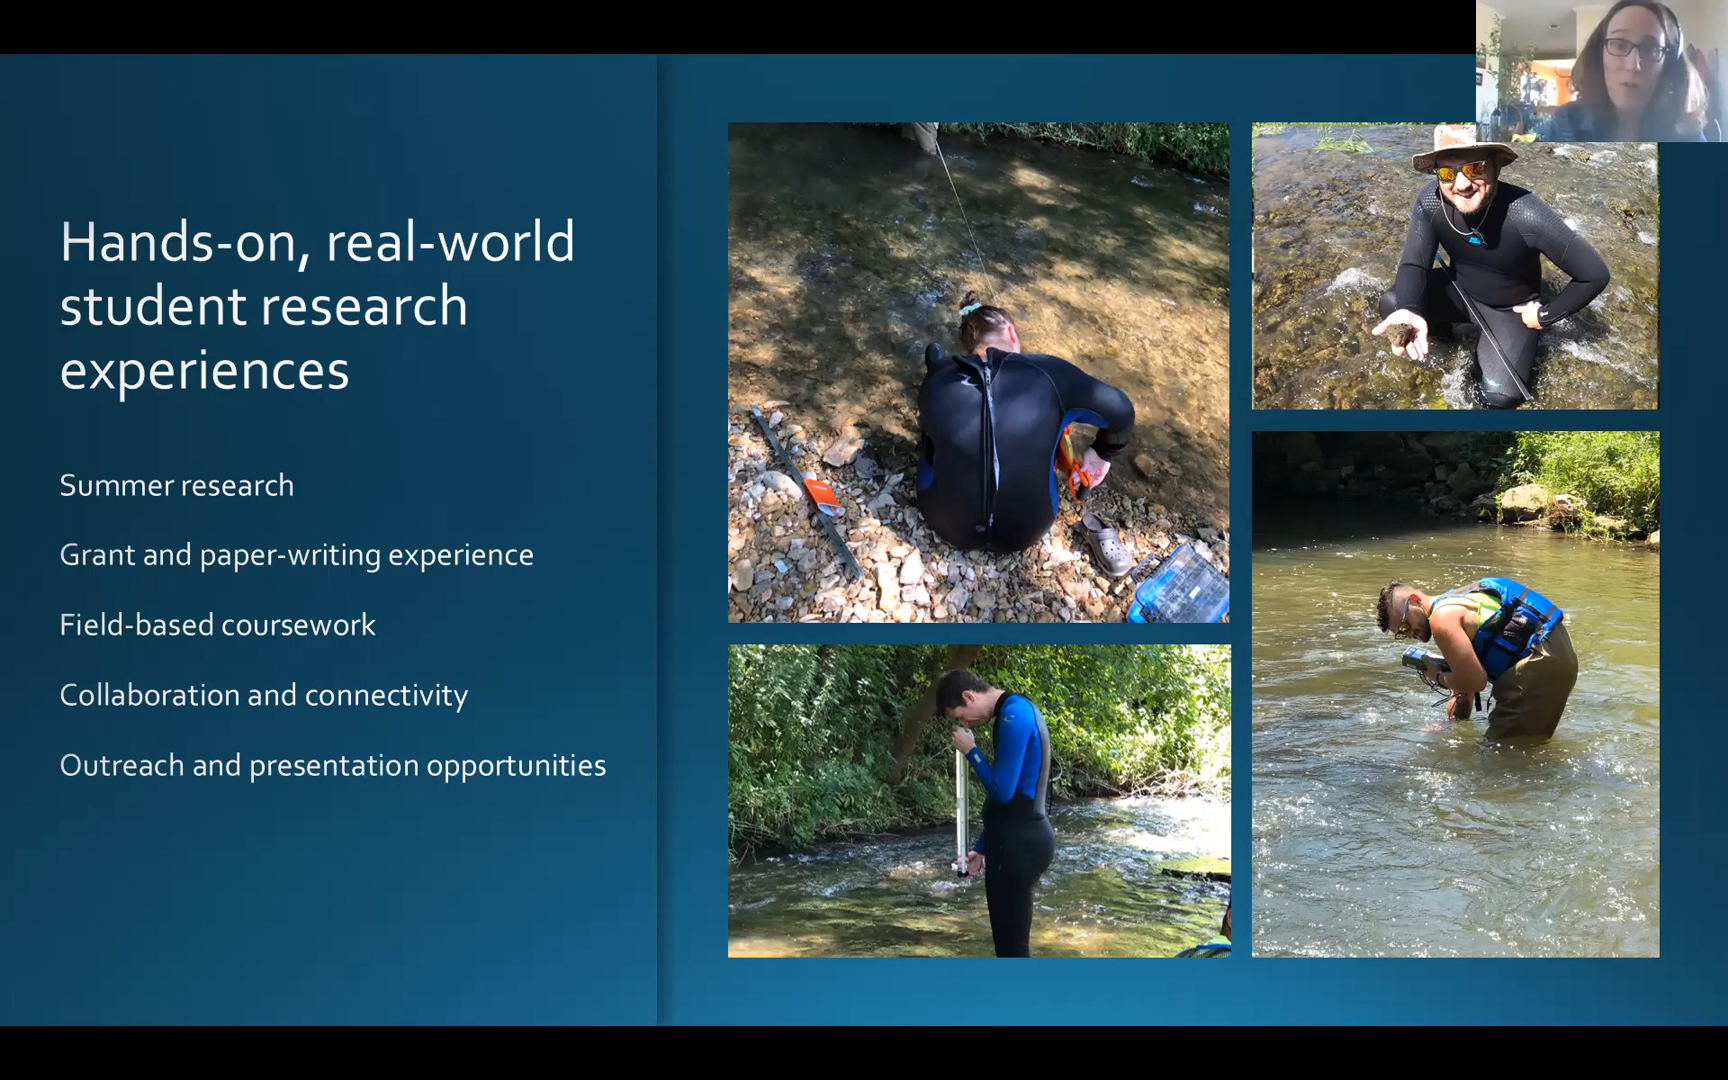 Hands-on, real-world
student research
experiences
Summer research
Grant and paper-writing experience
Field-based coursework
Collaboration and connectivity
Outreach and presentation opportunities